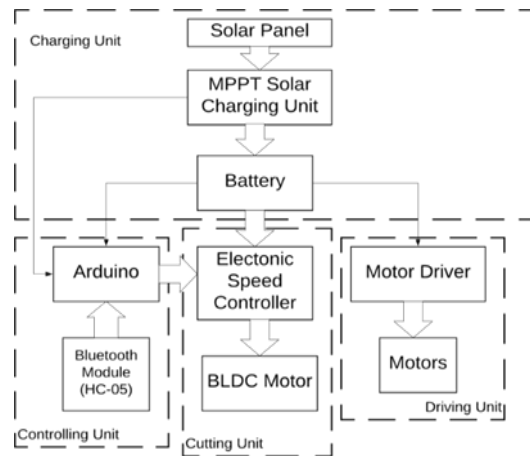 Solar Panel
Charging Unit
MPPT Solar
Charging Unit
Battery
Arduino
Electonic
Speed
Controller
Motor Driver
Bluetooth
Module
(HC-05)
BLDC Motor
Motors
Controlling Unit
Cutting Unit
Driving Unit